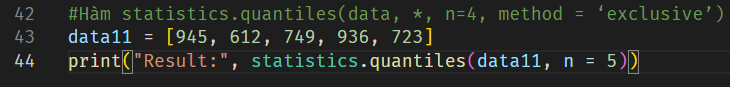 42 #Hàm statistics.quantiles(data, *, n=4, method = ‘exclusive’)
43 data11 = [945, 612, 749, 936, 723]
44 print("Result:", statistics.quantiles(data11, n = 5))